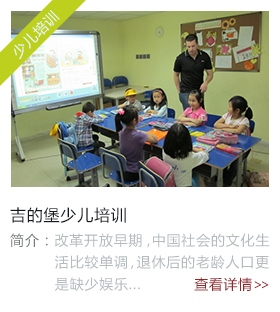 少儿培训
吉的堡少儿培训
简介：改革开放早期，中国社会的文化生
活比较单调，退休后的老龄人口更
是缺少娱乐... 查看详情>>